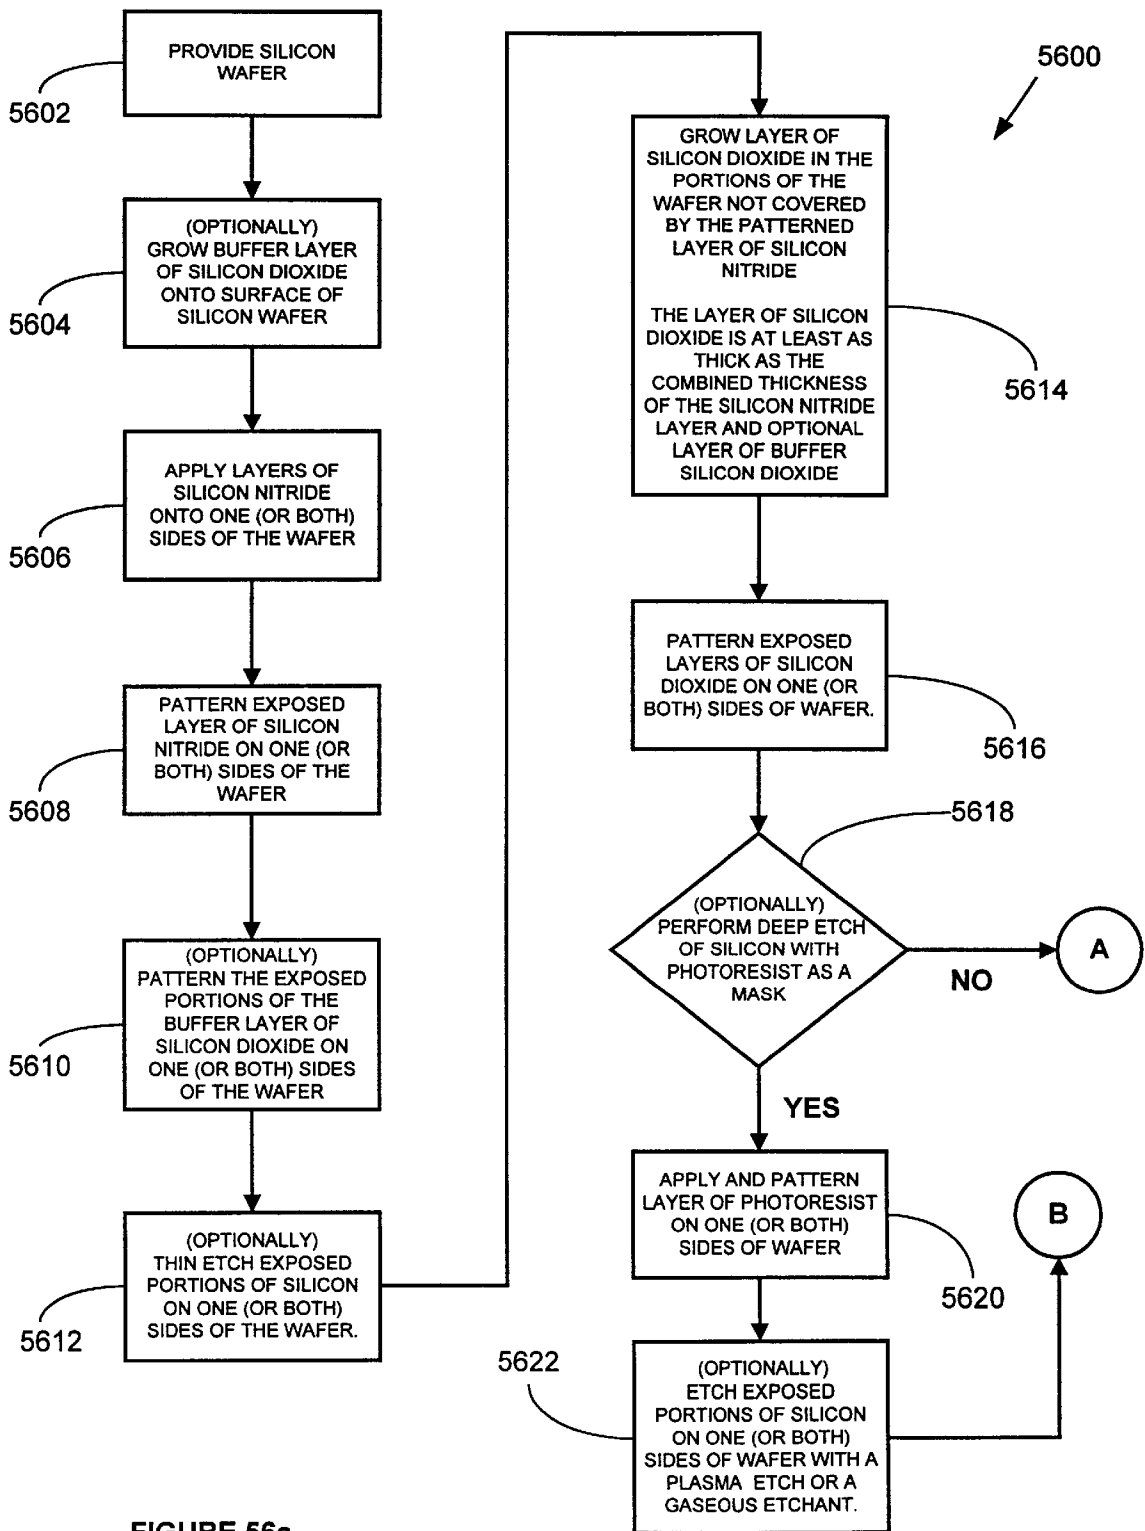 PROVIDE SILICON
WAFER
5602
(OPTIONALLY)
GROW BUFFER LAYER
OF SILICON DIOXIDE
ONTO SURFACE OF
SILICON WAFER
5604
APPLY LAYERS OF
SILICON NITRIDE
ONTO ONE (OR BOTH)
SIDES OF THE WAFER
5606
PATTERN EXPOSED
LAYER OF SILICON
NITRIDE ON ONE (OR
BOTH) SIDES OF THE
WAFER
5608
(OPTIONALLY)
PATTERN THE EXPOSED
PORTIONS OF THE
BUFFER LAYER OF
SILICON DIOXIDE ON
ONE (OR BOTH) SIDES
OF THE WAFER
5610
(OPTIONALLY)
THIN ETCH EXPOSED
PORTIONS OF SILICON
ON ONE (OR BOTH)
SIDES OF THE WAFER.
5612
5600
GROW LAYER OF
SILICON DIOXIDE IN THE
PORTIONS OF THE
WAFER NOT COVERED
BY THE PATTERNED
LAYER OF SILICON
NITRIDE
THE LAYER OF SILICON
DIOXIDE IS AT LEAST AS
THICK AS THE
COMBINED THICKNESS
OF THE SILICON NITRIDE
LAYER AND OPTIONAL
LAYER OF BUFFER
SILICON DIOXIDE
5614
PATTERN EXPOSED
LAYERS OF SILICON
DIOXIDE ON ONE (OR
BOTH) SIDES OF WAFER.
5616
5618
(OPTIONALLY)
PERFORM DEEP ETCH
OF SILICON WITH
PHOTORESIST AS A
MASK
NO
A
YES
APPLY AND PATTERN
LAYER OF PHOTORESIST
ON ONE (OR BOTH)
SIDES OF WAFER
5620
B
5622
(OPTIONALLY)
ETCH EXPOSED
PORTIONS OF SILICON
ON ONE (OR BOTH)
SIDES OF WAFER WITH A
PLASMA ETCH OR A
GASEOUS ETCHANT.
FIGURE 56a